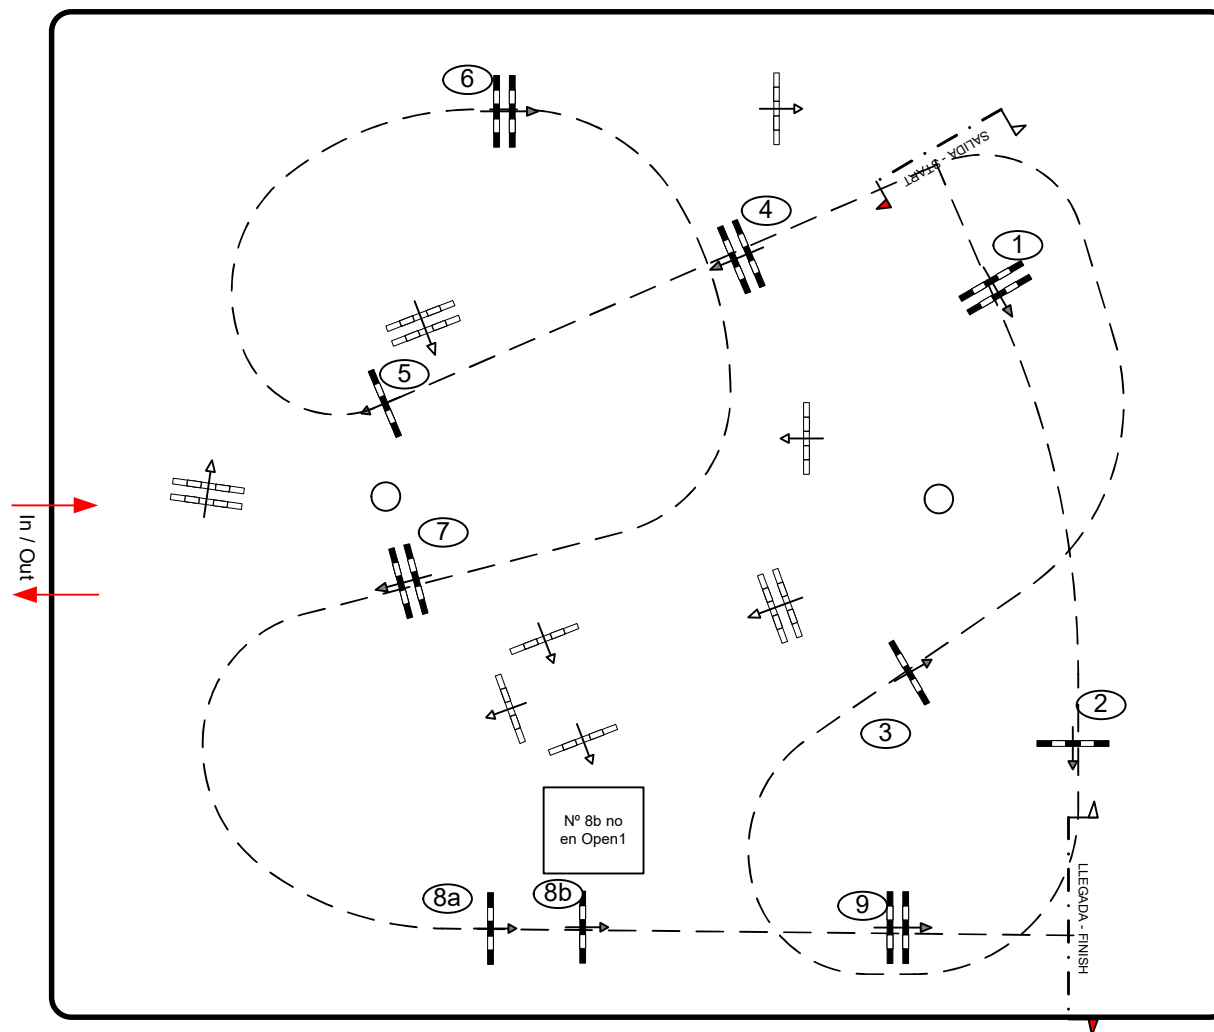 6
4
SALIDA - START
1
5
In / Out
7
2
3
Nº 8b no
en Open1
8a
8b
9
LLEGADA - FINISH